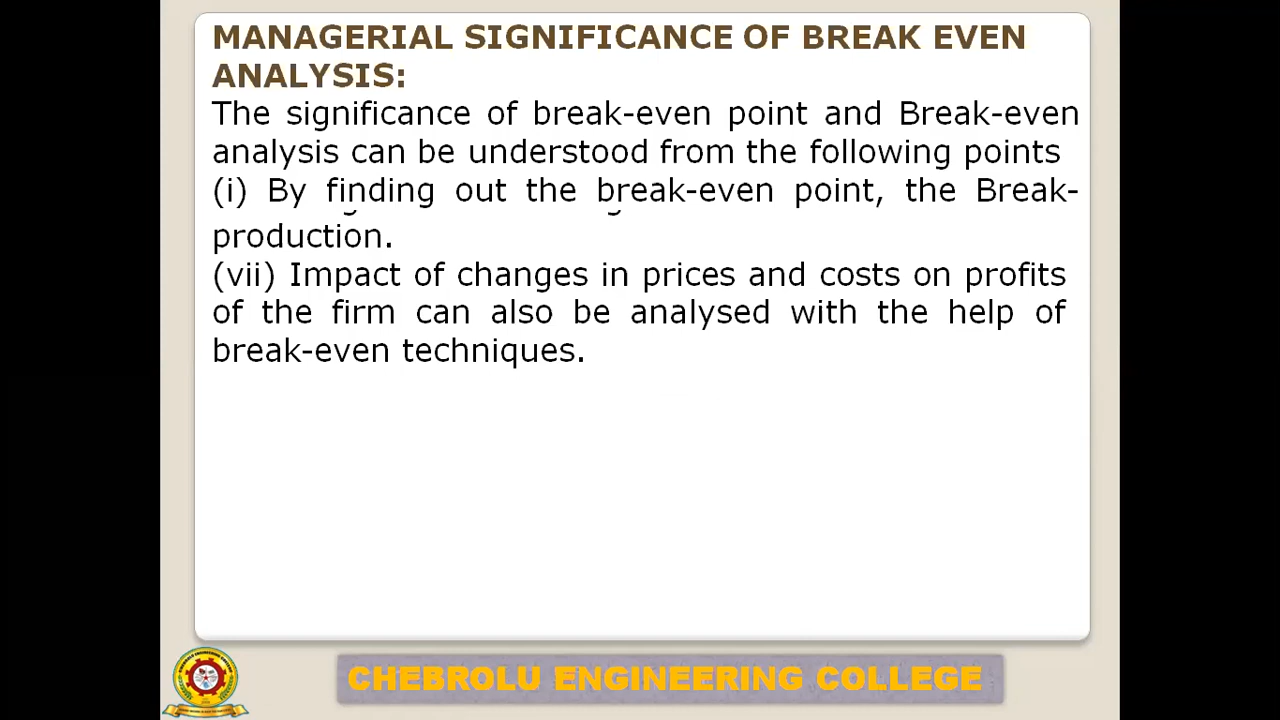 MANAGERIAL SIGNIFICANCE OF BREAK EVEN
ANALYSIS:
The significance of break-even point and Break-even
analysis can be understood from the following points
(i) By finding out the break-even point, the Break-
production.
(vii) Impact of changes in prices and costs on profits
of the firm can also be analysed with the help of
break-even techniques.
CHEBROLU ENGINEERING COLLEGE